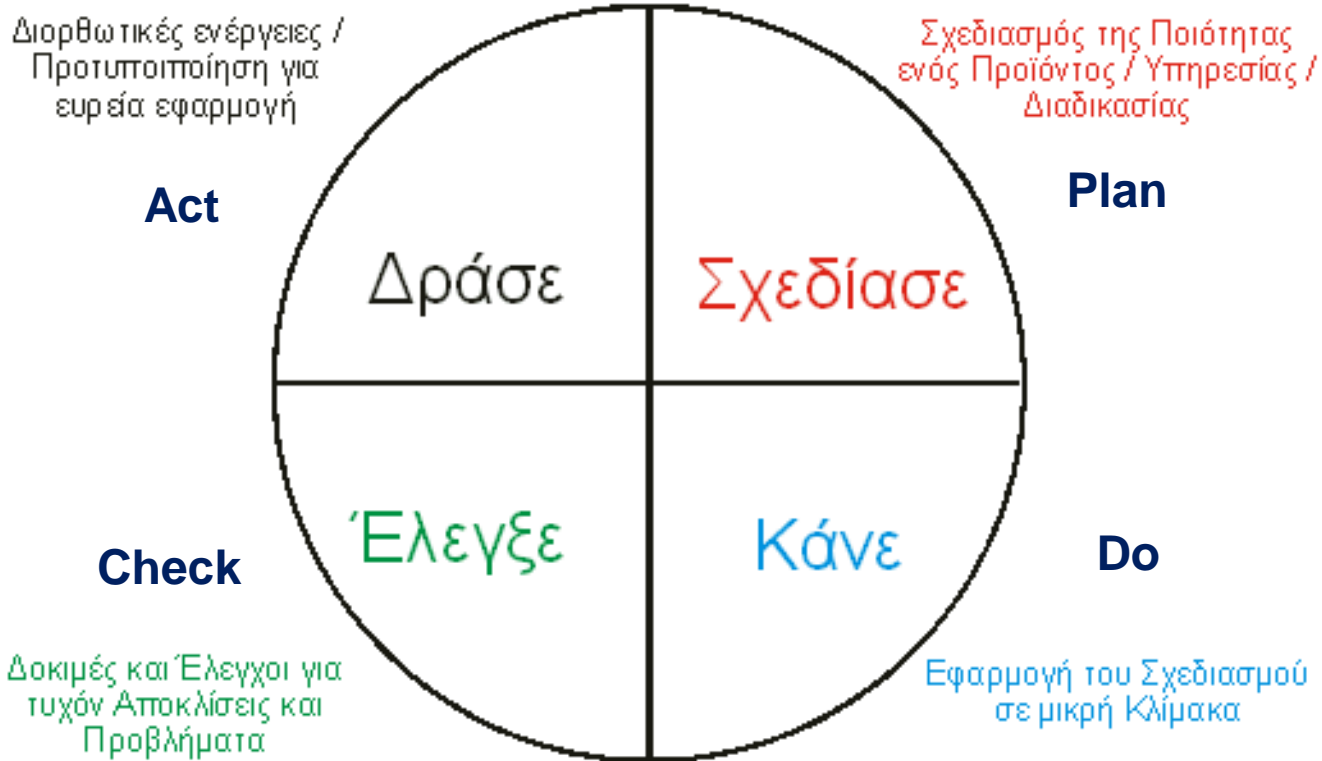 Διορθωτικές ενέργειες /
Προτυποποίηση για
ευρεία εφαρμογή
Σχεδιασμός της Ποιότητας
ενός Προϊόντος / Υπηρεσίας /
Διαδικασίας
Act
Plan
Δράσε
Σχεδίασε
Έλεγξε
Κάνε
Check
Do
Δοκιμές και Έλεγχοι για
τυχόν Αποκλίσεις και
Προβλήματα
Εφαρμογή του Σχεδιασμού
σε μικρή Κλίμακα